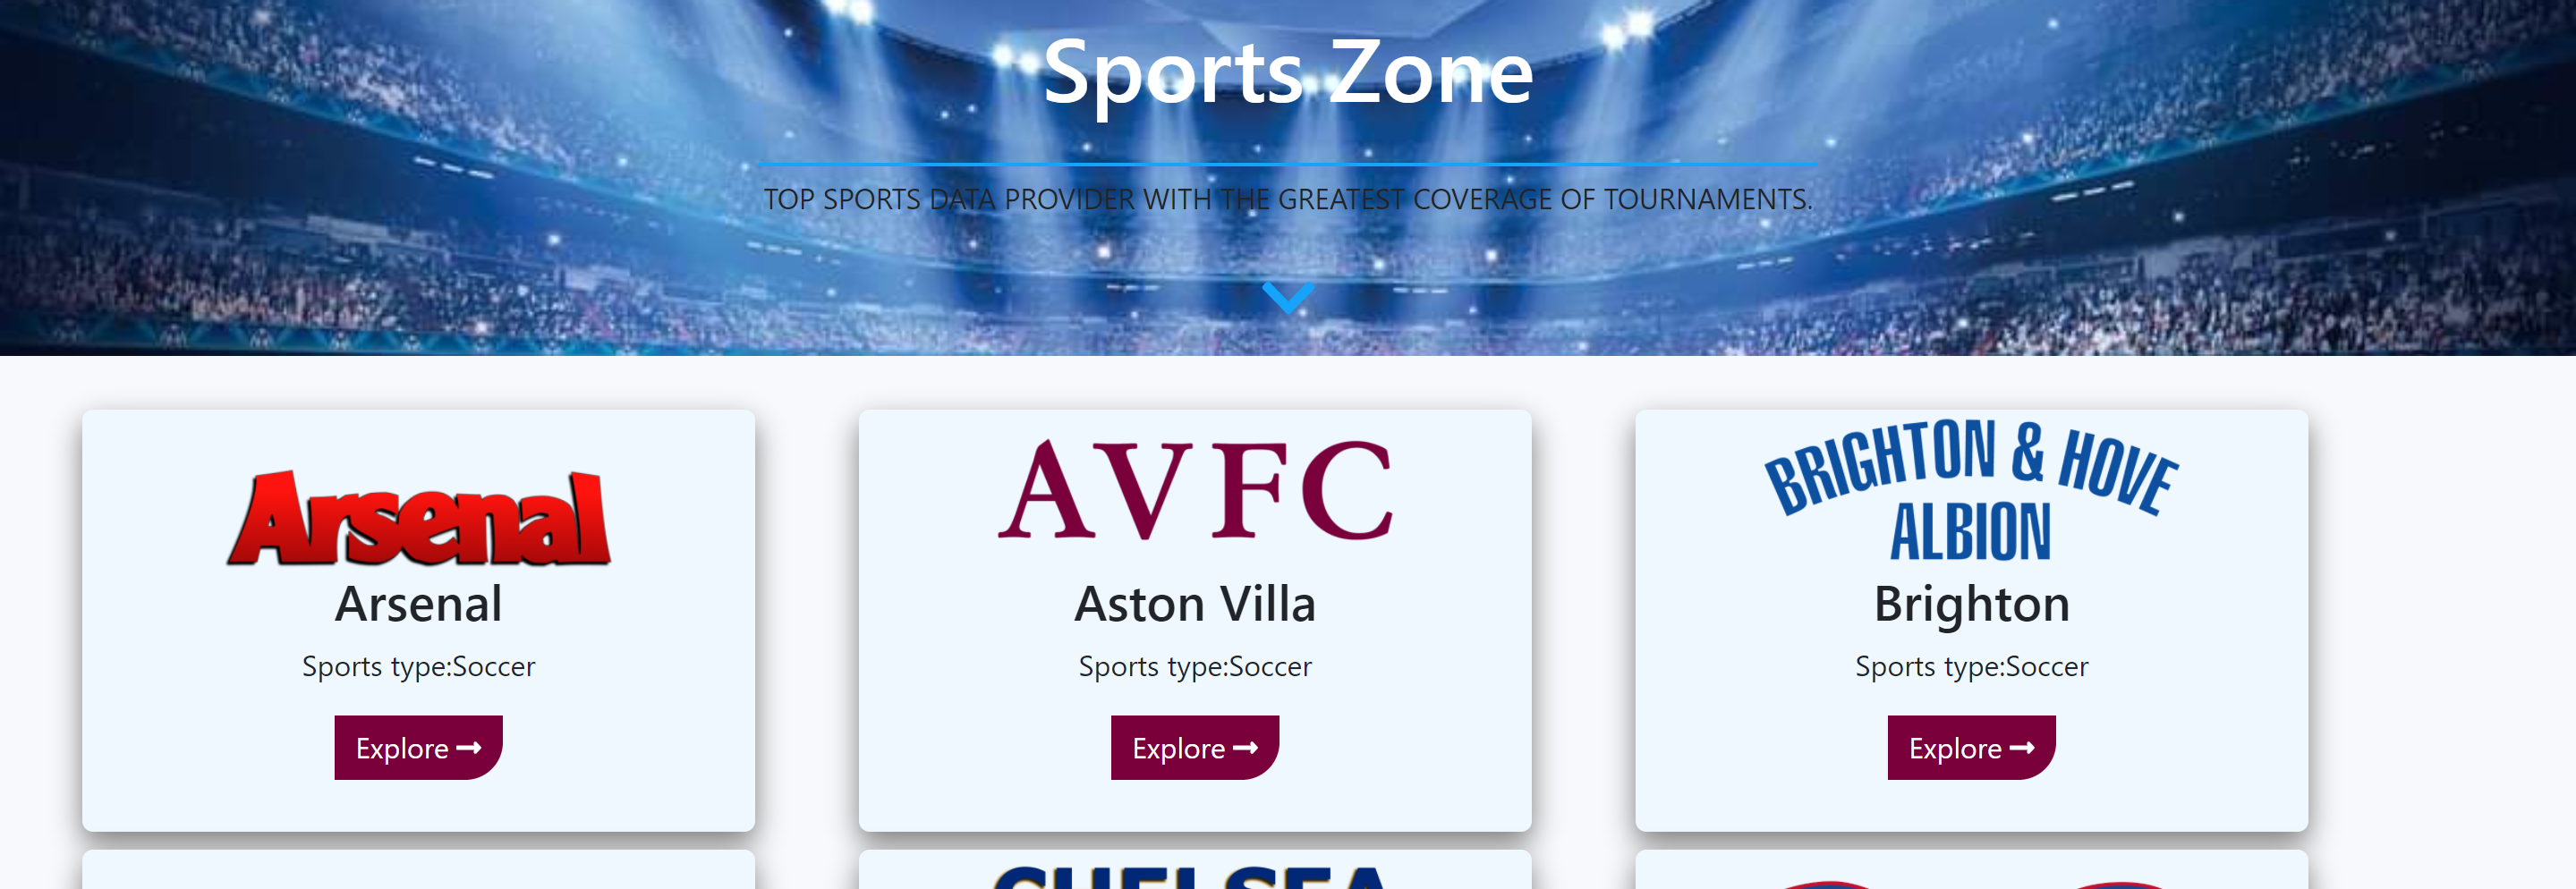 Sports Zone
TOP SPORTS DATA PROVIDER WITH THE GREATEST COVERAGE OF TOURNAMENTS.
Arsenal
Arsenal
Sports type:Soccer
Explore
AVFC
Aston Villa
Sports type:Soccer
Explore
BRIGHTON & HOVE
ALBION
Brighton
Sports type:Soccer
Explore
CHELSEA